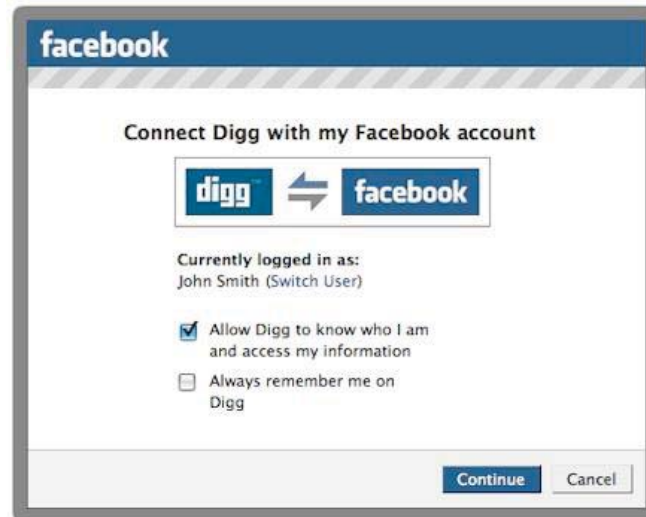 facebook
Connect Digg with my Facebook account
digg facebook
Currently logged in as:
John Smith (Switch User)
Allow Digg to know who I am
and access my information
Always remember me on
Digg
Continue Cancel